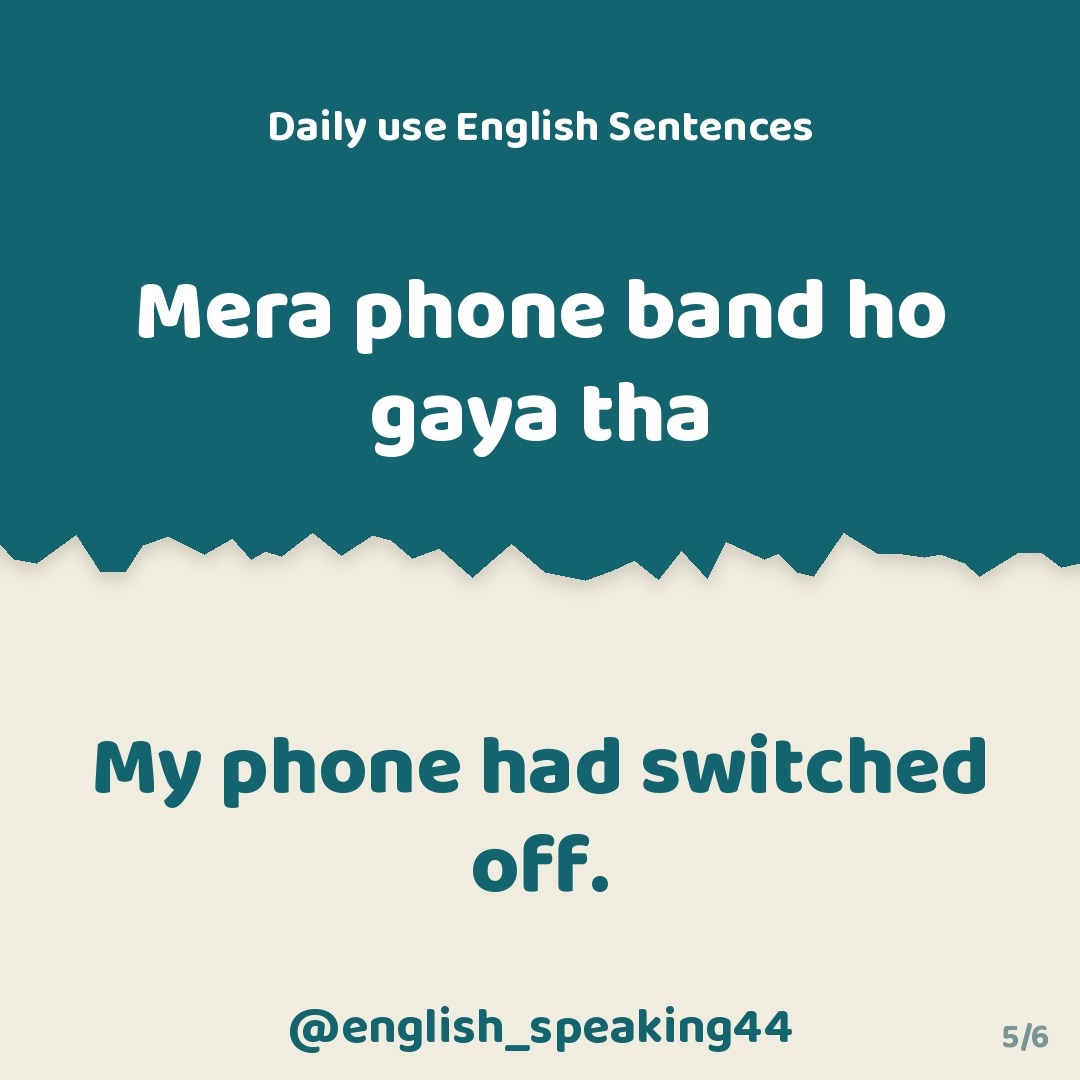 Daily use English Sentences
Mera phone band ho
gaya tha
My phone had switched
off.
@english_speaking44
5/6